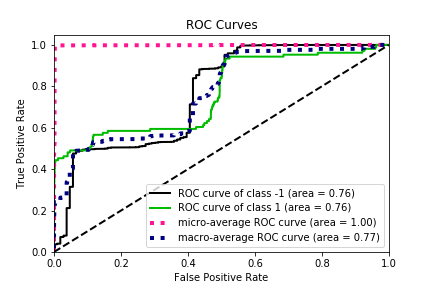 ROC Curves
True Positive Rate
1.0
0.8
0.6
0.4
0.2
0.0
ROC curve of class -1 (area = 0.76)
ROC curve of class 1 (area = 0.76)
micro-average ROC curve (area = 1.00)
macro-average ROC curve (area = 0.77)
0.0 0.2 0.4 0.6 0.8 1.0
False Positive Rate